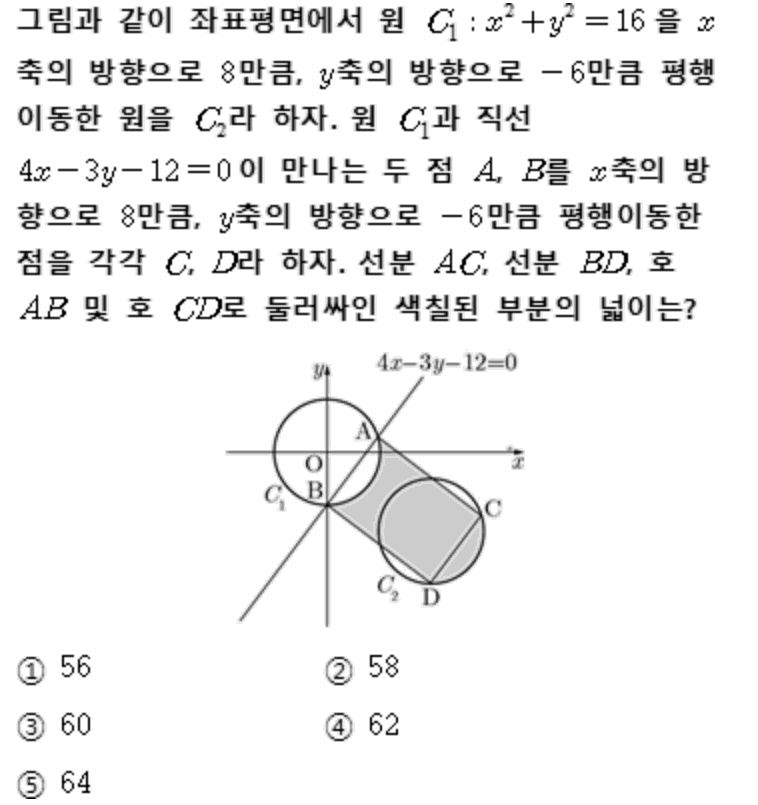 그림과 같이 좌표평면에서 원 C₁ : x² + y² = 16 을 x
축의 방향으로 8만큼, y축의 방향으로 −6만큼 평행
이동한 원을 C₂라 하자. 원 C₁과 직선
4x − 3y − 12 = 0 이 만나는 두 점 A, B를 x축의 방
향으로 8만큼, y축의 방향으로 −6만큼 평행이동한
점을 각각 C, D라 하자. 선분 AC, 선분 BD, 호
AB 및 호 CD로 둘러싸인 색칠된 부분의 넓이는?
y
4x−3y−12=0
A
O
x
C₁
B
C
C₂
D
① 56
② 58
③ 60
④ 62
⑤ 64